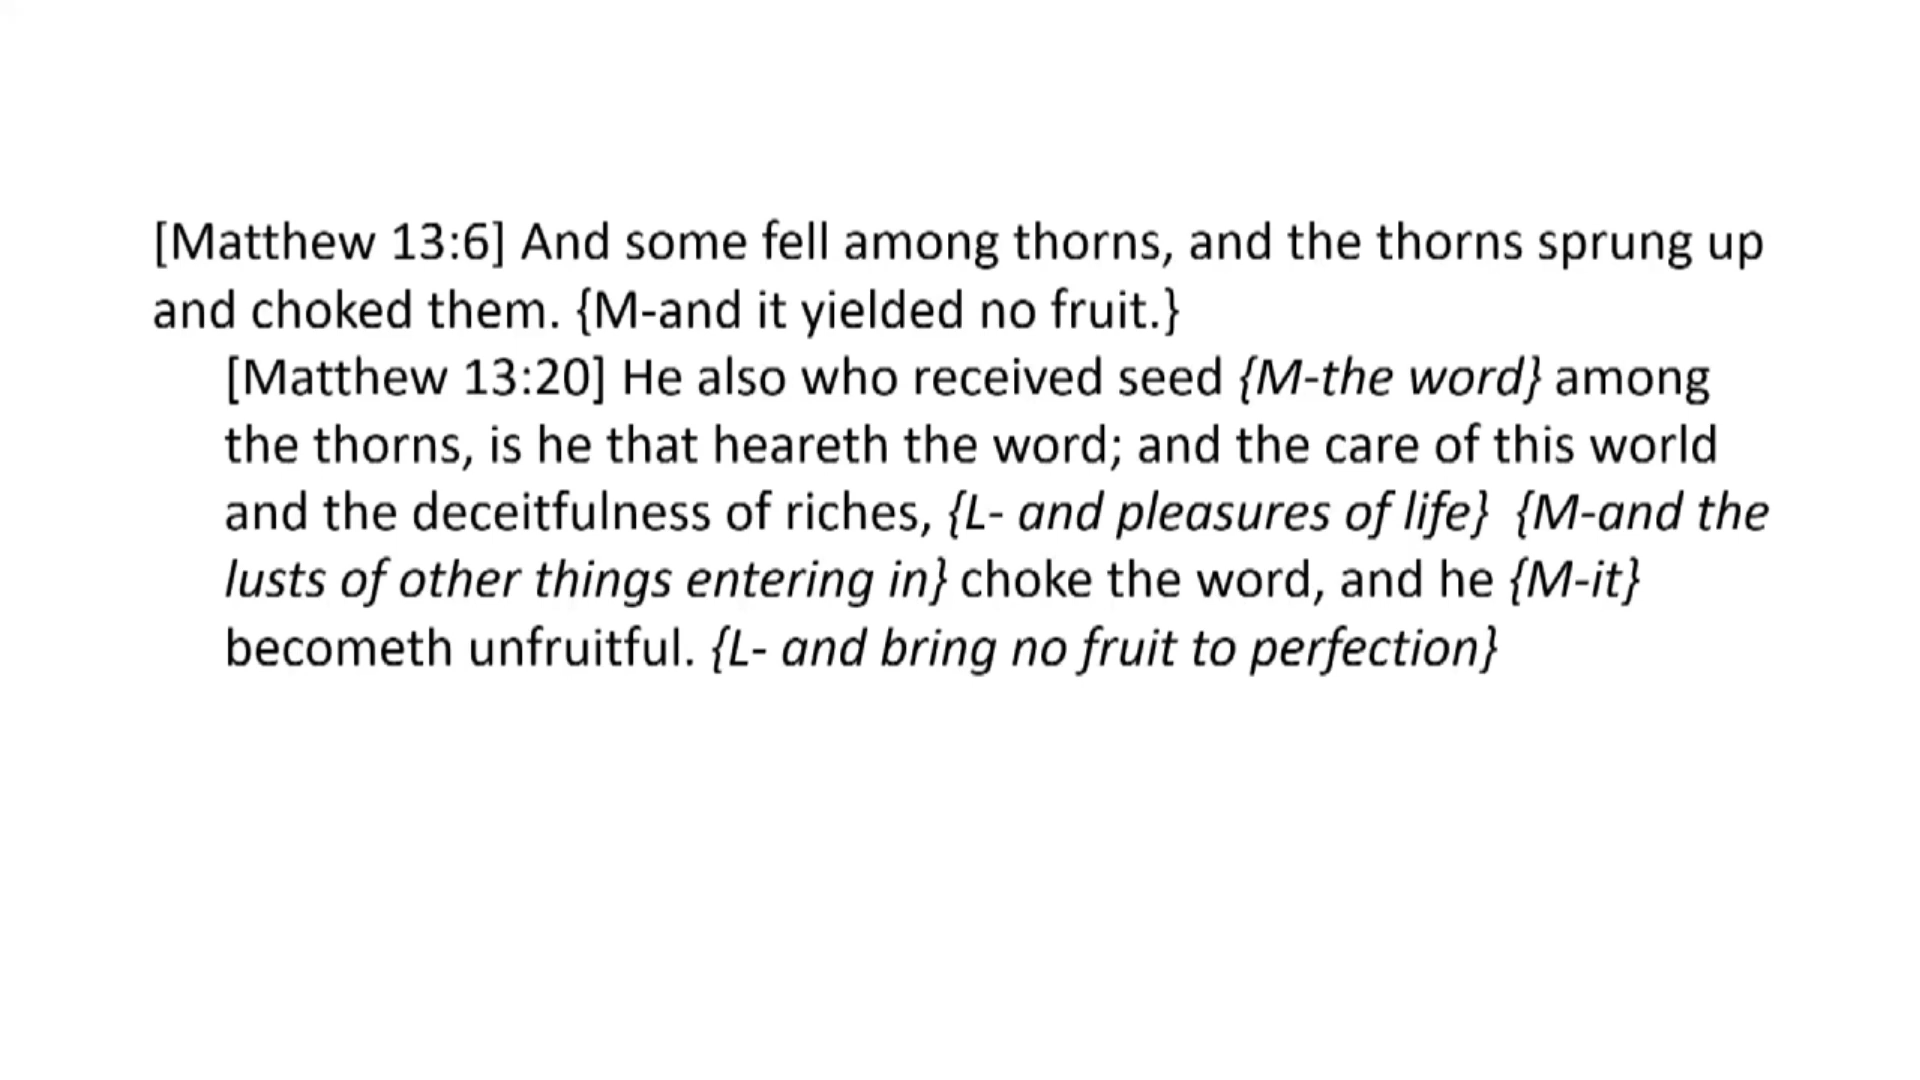 [Matthew 13:6] And some fell among thorns, and the thorns sprung up
and choked them. {M-and it yielded no fruit.}
[Matthew 13:20] He also who received seed {M-the word} among
the thorns, is he that heareth the word; and the care of this world
and the deceitfulness of riches, {L- and pleasures of life} {M-and the
lusts of other things entering in} choke the word, and he {M-it}
becometh unfruitful. {L- and bring no fruit to perfection}